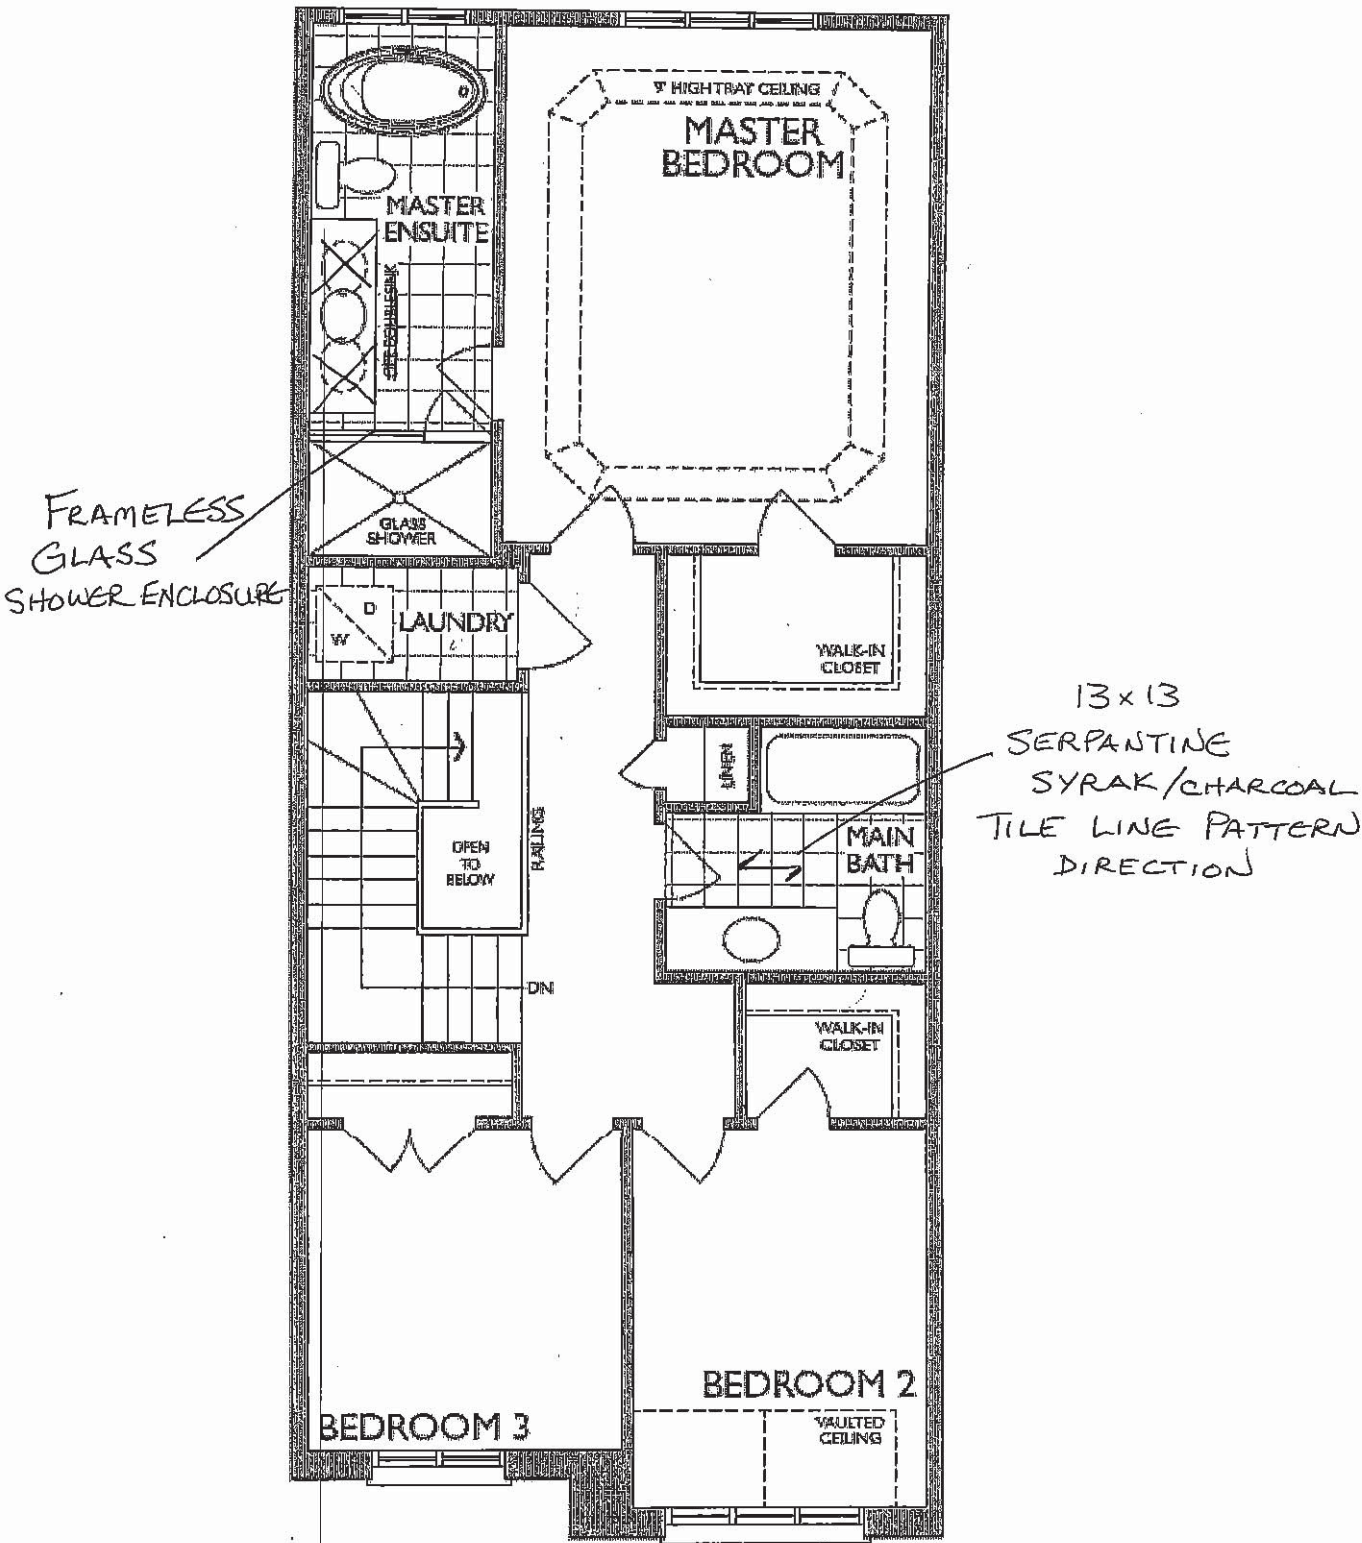 9' HIGH TRAY CEILING
MASTER
BEDROOM
MASTER
ENSUITE
FRAMELESS
GLASS
SHOWER ENCLOSURE
GLASS
SHOWER
D
W
LAUNDRY
WALK-IN
CLOSET
LINEN
13 x 13
SERPANTINE
SYRAK/CHARCOAL
TILE LINE PATTERN
DIRECTION
RAILING
OPEN
TO
BELOW
MAIN
BATH
DN
WALK-IN
CLOSET
BEDROOM 2
BEDROOM 3
VAULTED
CEILING